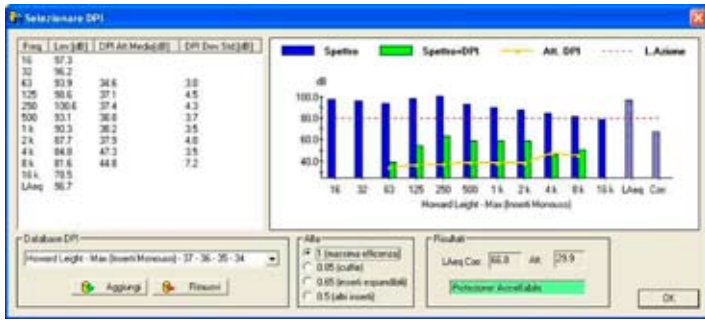 Selezionare DPI
Freq Lev [dB] DPI Att Media[dB] DPI Dev Std.[dB]
16 97.3
32 96.2
63 93.9 34.6 3.0
125 98.6 37.1 4.5
250 100.6 37.4 4.3
500 93.1 38.8 3.7
1 k 90.3 38.2 3.5
2 k 87.7 37.9 4.0
4 k 84.8 47.3 3.5
8 k 81.6 44.8 7.2
16 k 78.5
LAeq 96.7
Spettro Spettro+DPI Att. DPI L.Azione
dB
100.0
80.0
60.0
40.0
16 32 63 125 250 500 1 k 2 k 4 k 8 k 16 k LAeq Cor
Howard Leight - Max (Inserti Monouso)
Database DPI
Howard Leight - Max (Inserti Monouso) - 37 - 36 - 35 - 34
Aggiungi Rimuovi
Alfa
1 (massima efficenza)
0.85 (cuffie)
0.65 (inserti espandibili)
0.5 (altri inserti)
Risultati
LAeq Cor: 66.8 Att. 29.9
Protezione: Accettabile
OK